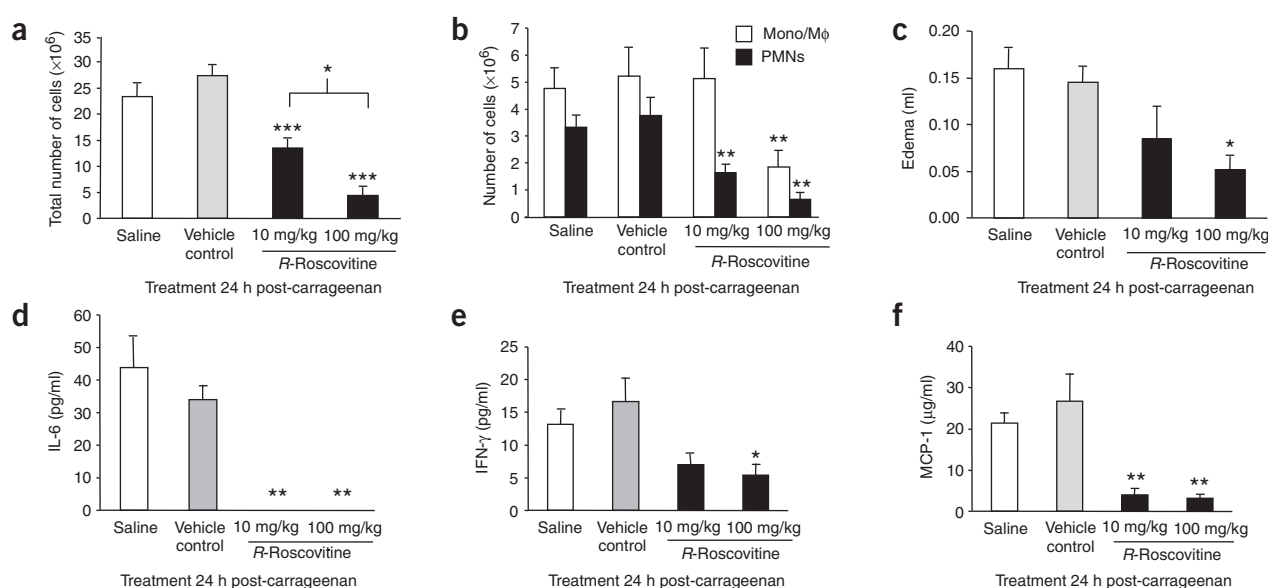 a
Total number of cells (×10⁶)
35
30
25
20
15
10
5
0
*
***
***
Saline
Vehicle
control
10 mg/kg
100 mg/kg
R-Roscovitine
Treatment 24 h post-carrageenan
b
Number of cells (×10⁶)
7
6
5
4
3
2
1
0
Mono/Mϕ
PMNs
**
**
**
Saline
Vehicle
control
10 mg/kg
100 mg/kg
R-Roscovitine
Treatment 24 h post-carrageenan
c
Edema (ml)
0.20
0.15
0.10
0.05
0.00
*
Saline
Vehicle
control
10 mg/kg
100 mg/kg
R-Roscovitine
Treatment 24 h post-carrageenan
d
IL-6 (pg/ml)
60
50
40
30
20
10
0
**
**
Saline
Vehicle
control
10 mg/kg
100 mg/kg
R-Roscovitine
Treatment 24 h post-carrageenan
e
IFN-γ (pg/ml)
25
20
15
10
5
0
*
Saline
Vehicle
control
10 mg/kg
100 mg/kg
R-Roscovitine
Treatment 24 h post-carrageenan
f
MCP-1 (µg/ml)
40
30
20
10
0
**
**
Saline
Vehicle
control
10 mg/kg
100 mg/kg
R-Roscovitine
Treatment 24 h post-carrageenan